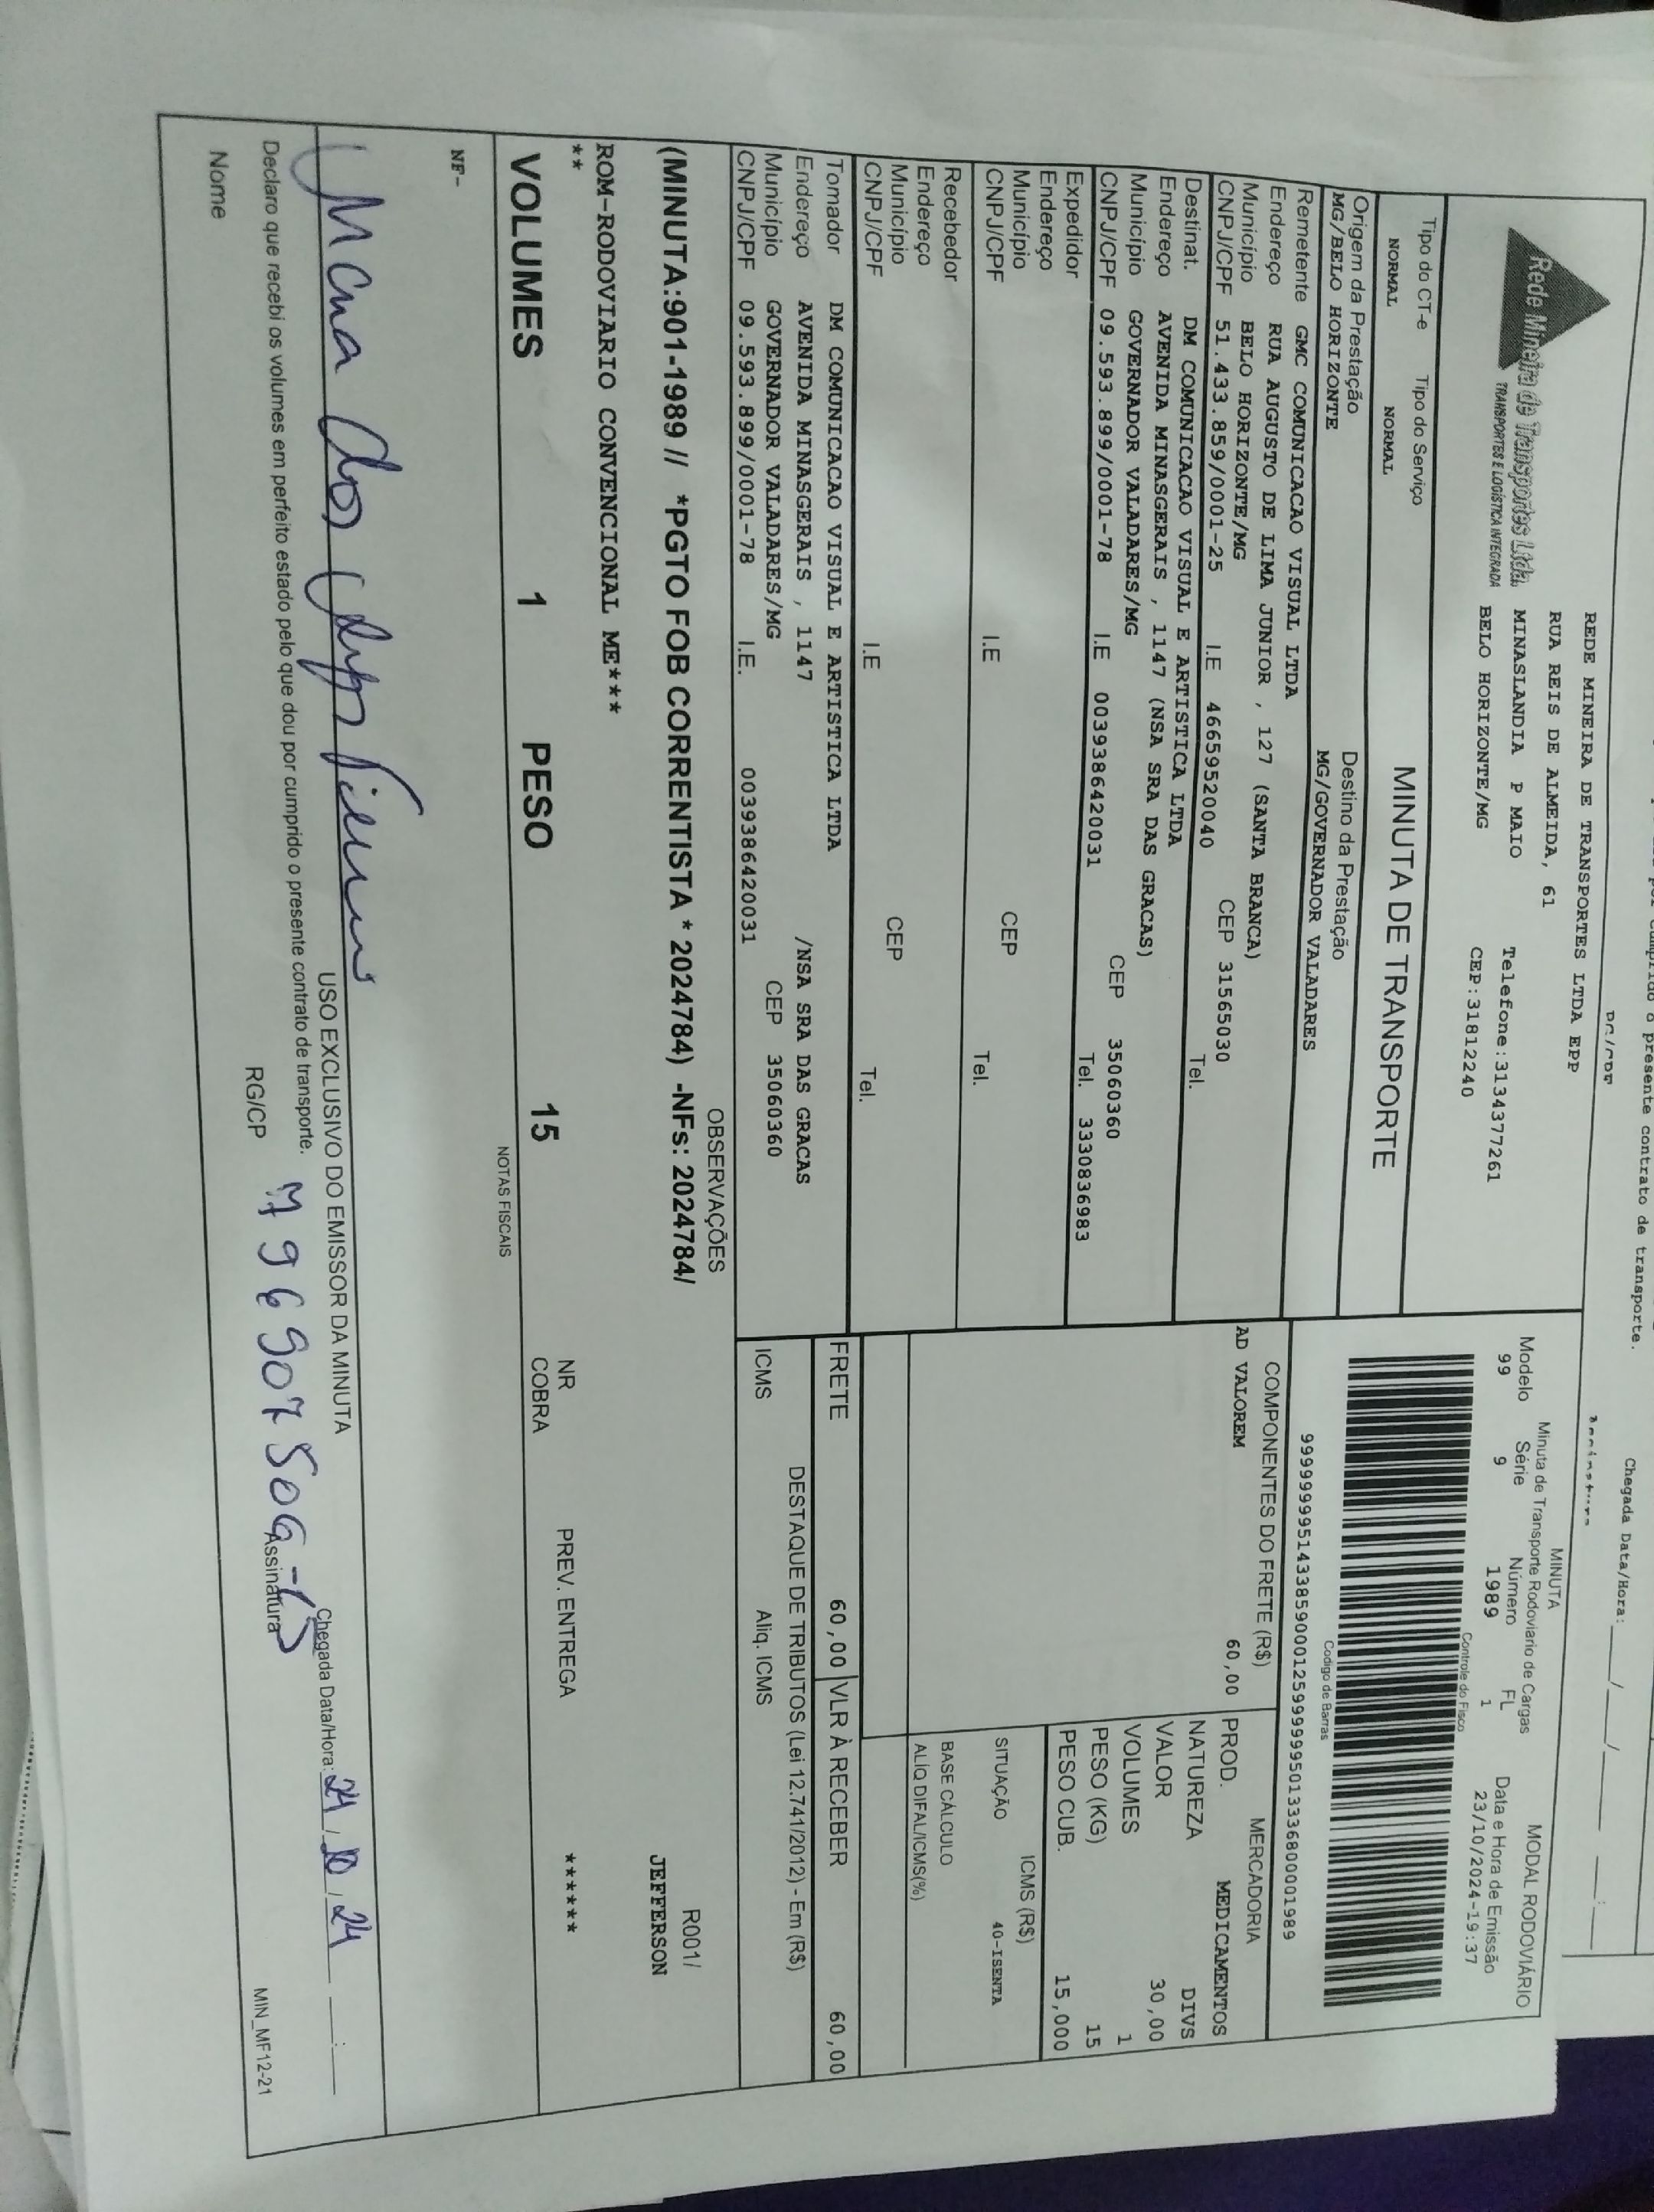 o presente contrato de transporte.
Chegada Data/Hora: ___/___/___ ___:___
Rede Mineira de Transportes Ltda.
TRANSPORTES E LOGÍSTICA INTEGRADA
REDE MINEIRA DE TRANSPORTES LTDA EPP
RUA REIS DE ALMEIDA, 61
MINASLANDIA P MAIO Telefone:3134377261
BELO HORIZONTE/MG CEP:31812240
MINUTA MODAL RODOVIÁRIO
Minuta de Transporte Rodoviario de Cargas
Modelo Série Número FL Data e Hora de Emissão
99 9 1989 1 23/10/2024-19:37
Controle do Fisco
Tipo do CT-e Tipo do Serviço
NORMAL NORMAL
MINUTA DE TRANSPORTE
Codigo de Barras
Origem da Prestação Destino da Prestação
MG/BELO HORIZONTE MG/GOVERNADOR VALADARES
Remetente GMC COMUNICACAO VISUAL LTDA
Endereço RUA AUGUSTO DE LIMA JUNIOR , 127 (SANTA BRANCA)
Município BELO HORIZONTE/MG CEP 31565030
CNPJ/CPF 51.433.859/0001-25 I.E 46659520040 Tel.
Destinat. DM COMUNICACAO VISUAL E ARTISTICA LTDA
Endereço AVENIDA MINASGERAIS , 1147 (NSA SRA DAS GRACAS)
Município GOVERNADOR VALADARES/MG CEP 35060360
CNPJ/CPF 09.593.899/0001-78 I.E 0039386420031 Tel. 3330836983
Expedidor
Endereço
Município CEP
CNPJ/CPF I.E Tel.
Recebedor
Endereço
Município CEP
CNPJ/CPF I.E Tel.
Tomador DM COMUNICACAO VISUAL E ARTISTICA LTDA
Endereço AVENIDA MINASGERAIS , 1147 /NSA SRA DAS GRACAS
Município GOVERNADOR VALADARES/MG CEP 35060360
CNPJ/CPF 09.593.899/0001-78 I.E. 0039386420031
COMPONENTES DO FRETE (R$)
AD VALOREM 60,00
MERCADORIA
PROD. MEDICAMENTOS
NATUREZA DIVS
VALOR 30,00
VOLUMES 1
PESO (KG) 15
PESO CUB. 15,000
ICMS (R$)
SITUAÇÃO 40-ISENTA
BASE CÁLCULO
ALÍQ DIFAL/ICMS(%)
FRETE 60,00 VLR À RECEBER 60,00
DESTAQUE DE TRIBUTOS (Lei 12.741/2012) - Em (R$)
ICMS Aliq. ICMS
OBSERVAÇÕES
(MINUTA:901-1989 // *PGTO FOB CORRENTISTA * 2024784) -NFs: 2024784/ R001/
JEFFERSON
ROM-RODOVIARIO CONVENCIONAL ME****
**
VOLUMES 1 PESO 15
NR
COBRA
PREV. ENTREGA ******
NOTAS FISCAIS
NF-
USO EXCLUSIVO DO EMISSOR DA MINUTA
Declaro que recebi os volumes em perfeito estado pelo que dou por cumprido o presente contrato de transporte.
Chegada Data/Hora: 24/10/24 ___:___
Nome RG/CP Assinatura
MIN_MF12-21